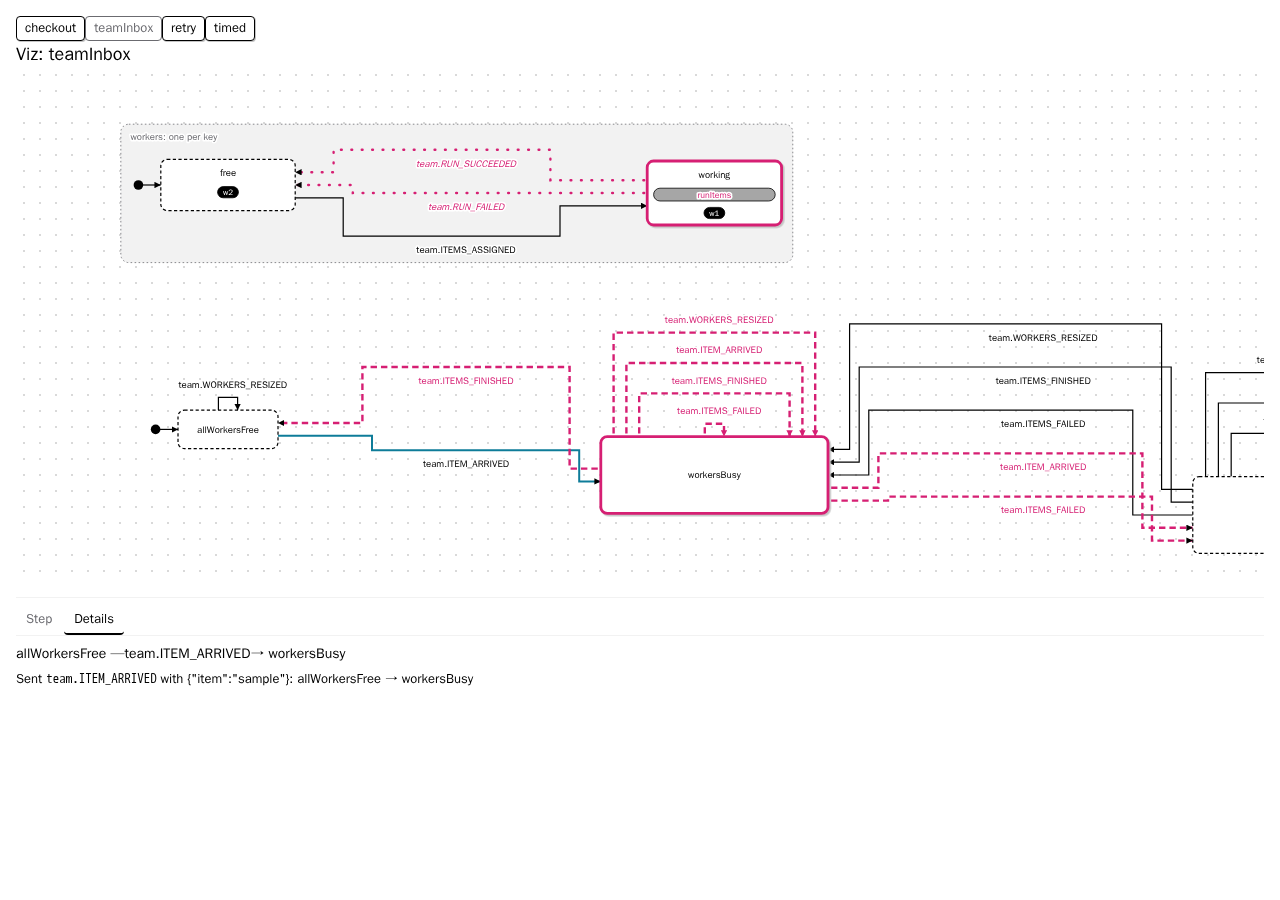 checkout teamInbox retry timed
Viz: teamInbox
workers: one per key
free
w2
team.RUN_SUCCEEDED
team.RUN_FAILED
team.ITEMS_ASSIGNED
working
runItems
w1
team.WORKERS_RESIZED
allWorkersFree
team.ITEMS_FINISHED
team.ITEM_ARRIVED
team.WORKERS_RESIZED
team.ITEM_ARRIVED
team.ITEMS_FINISHED
team.ITEMS_FAILED
workersBusy
team.WORKERS_RESIZED
team.ITEMS_FINISHED
team.ITEMS_FAILED
team.ITEM_ARRIVED
team.ITEMS_FAILED
Step Details
allWorkersFree —team.ITEM_ARRIVED→ workersBusy
Sent team.ITEM_ARRIVED with {"item":"sample"}: allWorkersFree → workersBusy